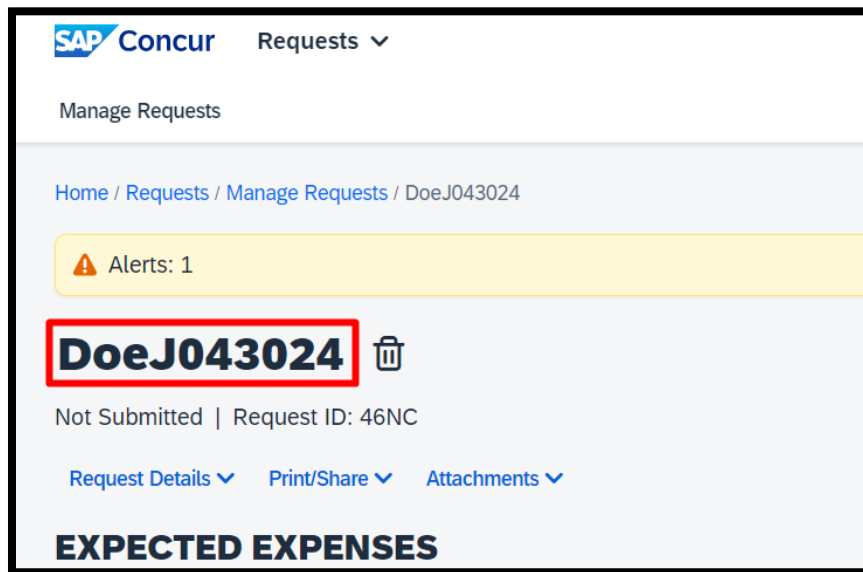 SAP Concur Requests
Manage Requests
Home / Requests / Manage Requests / DoeJ043024
Alerts: 1
DoeJ043024
Not Submitted | Request ID: 46NC
Request Details Print/Share Attachments
EXPECTED EXPENSES